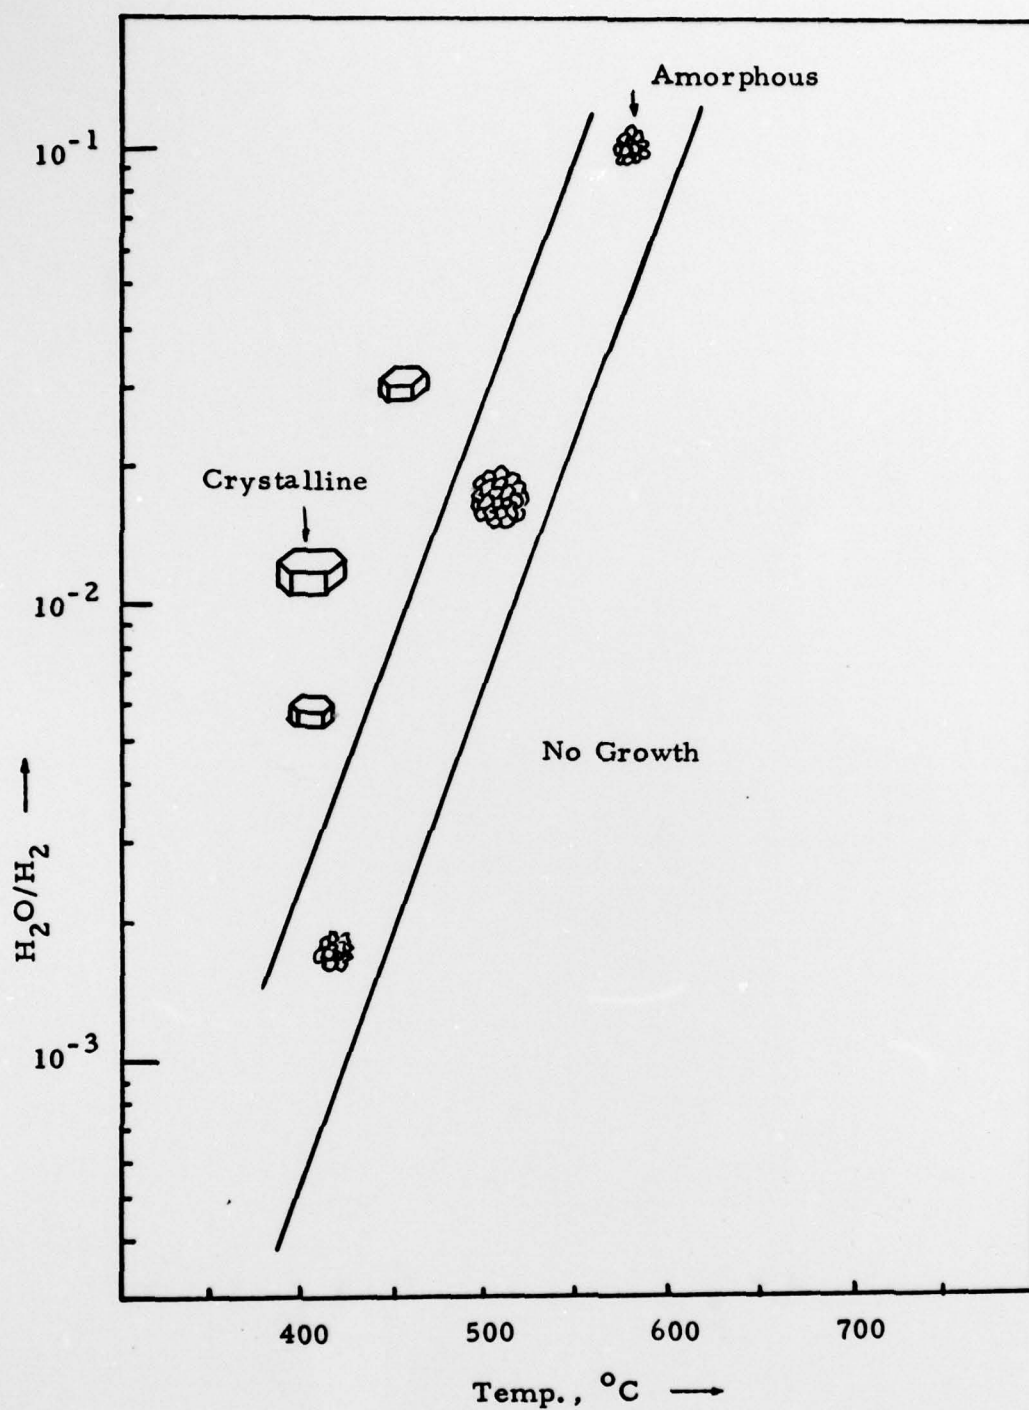 Amorphous
10⁻¹
Crystalline
10⁻²
No Growth
H₂O/H₂ →
10⁻³
400 500 600 700
Temp., °C →